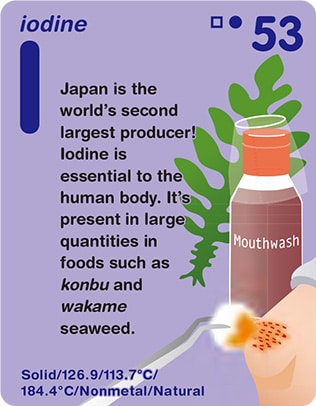 iodine
53
I
Japan is the
world's second
largest producer!
Iodine is
essential to the
human body. It's
present in large
quantities in
foods such as
konbu and
wakame
seaweed.
Mouthwash
Solid/126.9/113.7°C/
184.4°C/Nonmetal/Natural